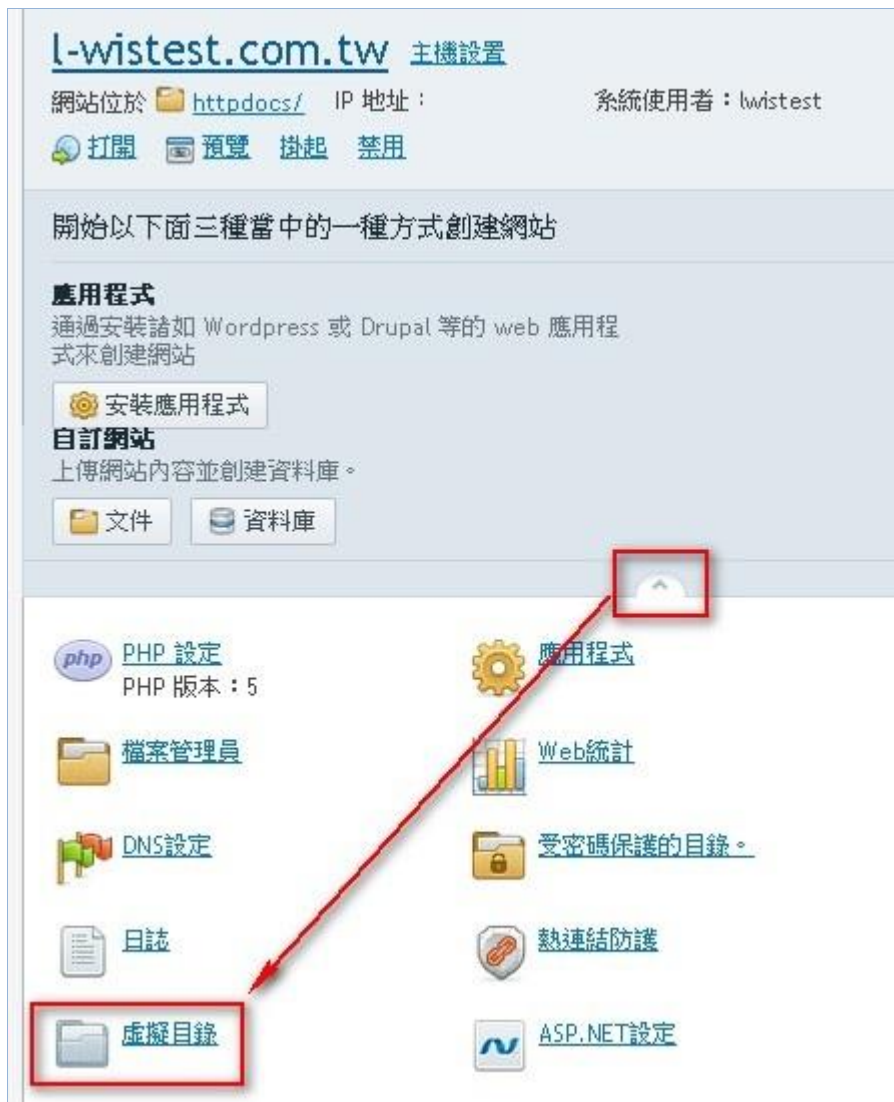 l-wistest.com.tw 主機設置
網站位於 httpdocs/ IP 地址： 系統使用者：lwistest
打開 預覽 掛起 禁用
開始以下面三種當中的一種方式創建網站
應用程式
通過安裝諸如 Wordpress 或 Drupal 等的 web 應用程
式來創建網站
安裝應用程式
自訂網站
上傳網站內容並創建資料庫。
文件 資料庫
php PHP 設定 應用程式
PHP 版本：5
檔案管理員 Web統計
DNS設定 受密碼保護的目錄。
日誌 熱連結防護
虛擬目錄 ASP.NET設定